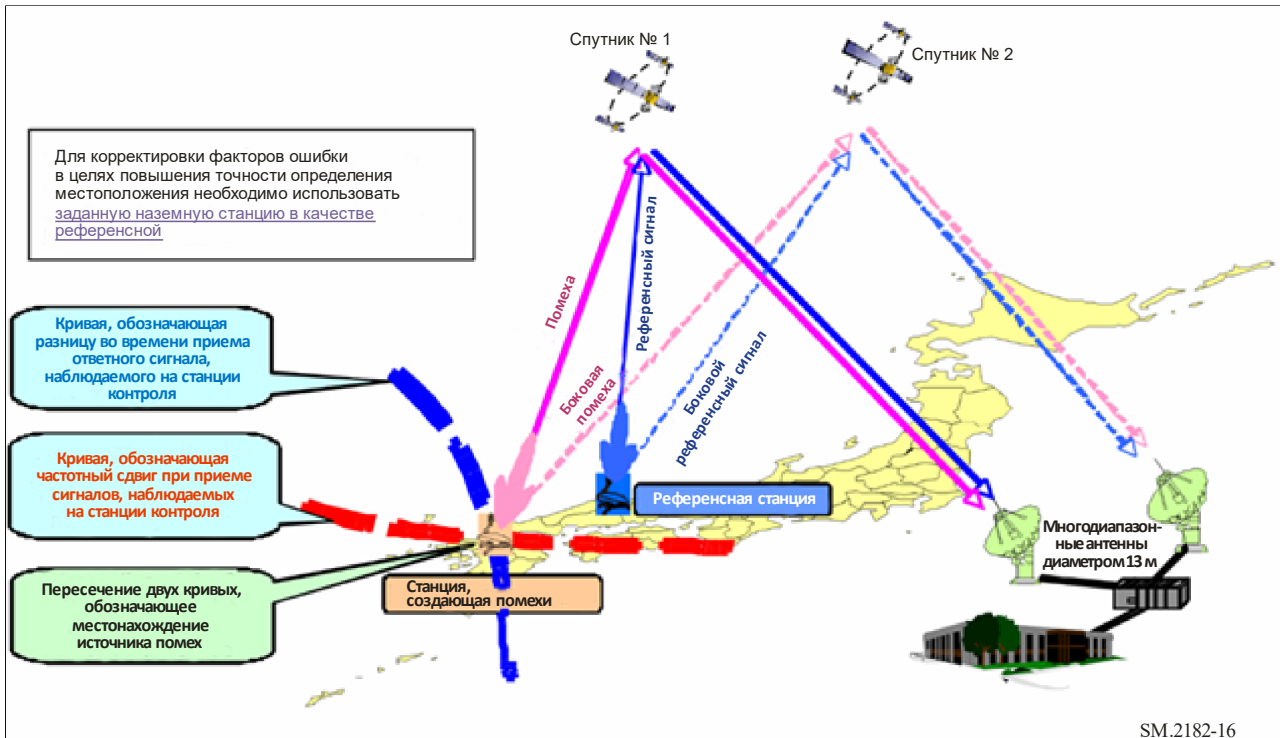 Спутник № 1
Спутник № 2
Для корректировки факторов ошибки
в целях повышения точности определения
местоположения необходимо использовать
заданную наземную станцию в качестве
референсной
Помеха
Референсный сигнал
Боковая
помеха
Боковой
референсный сигнал
Кривая, обозначающая
разницу во времени приема
ответного сигнала,
наблюдаемого на станции
контроля
Кривая, обозначающая
частотный сдвиг при приеме
сигналов, наблюдаемых
на станции контроля
Референсная станция
Многодиапазон-
ные антенны
диаметром 13 м
Пересечение двух кривых,
обозначающее
местонахождение
источника помех
Станция,
создающая помехи
SM.2182-16